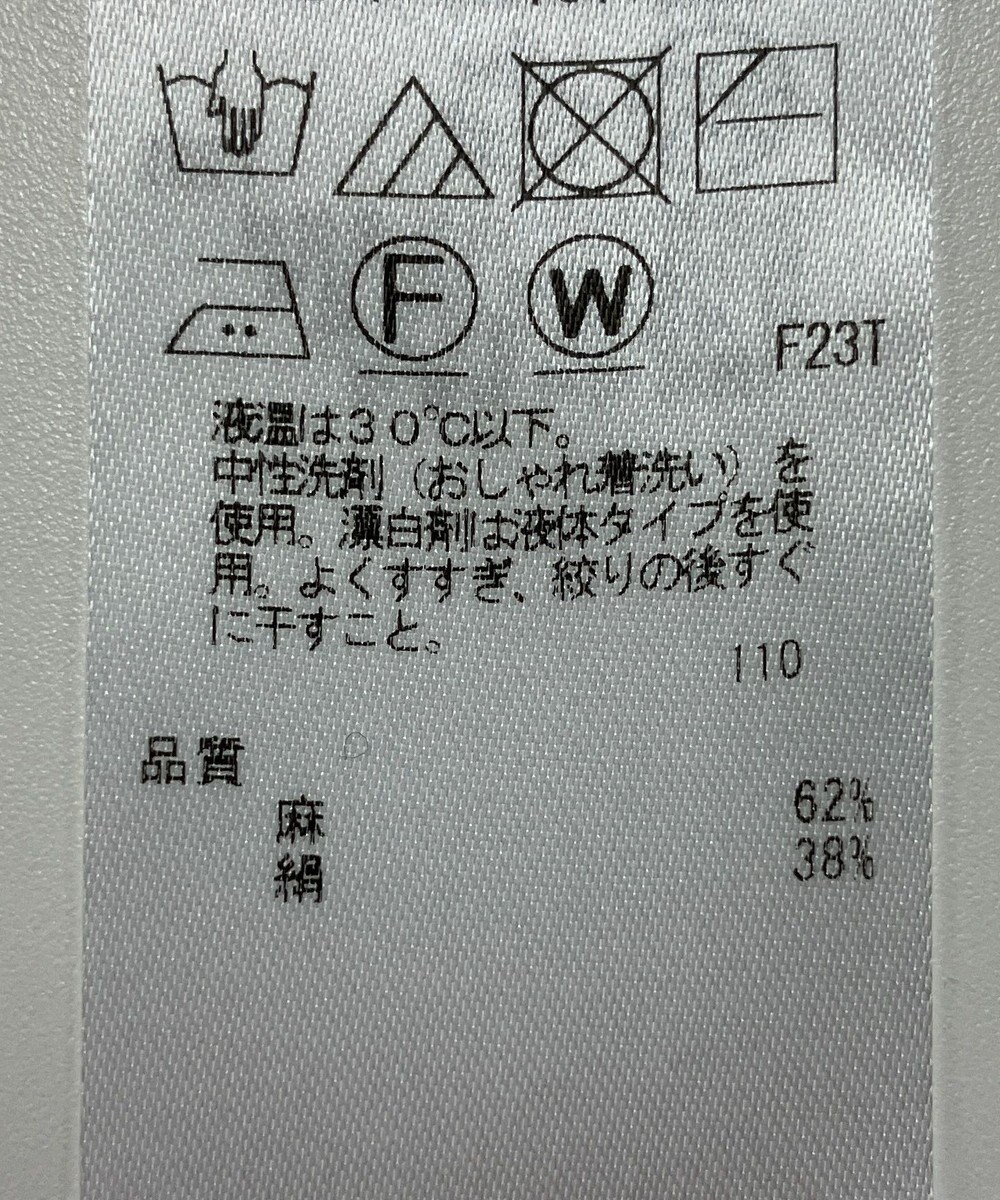 F
W
F23T
液温は30℃以下。
中性洗剤（おしゃれ着洗い）を
使用。漂白剤は液体タイプを使
用。よくすすぎ、絞りの後すぐ
に干すこと。
110
品質
麻 62%
絹 38%